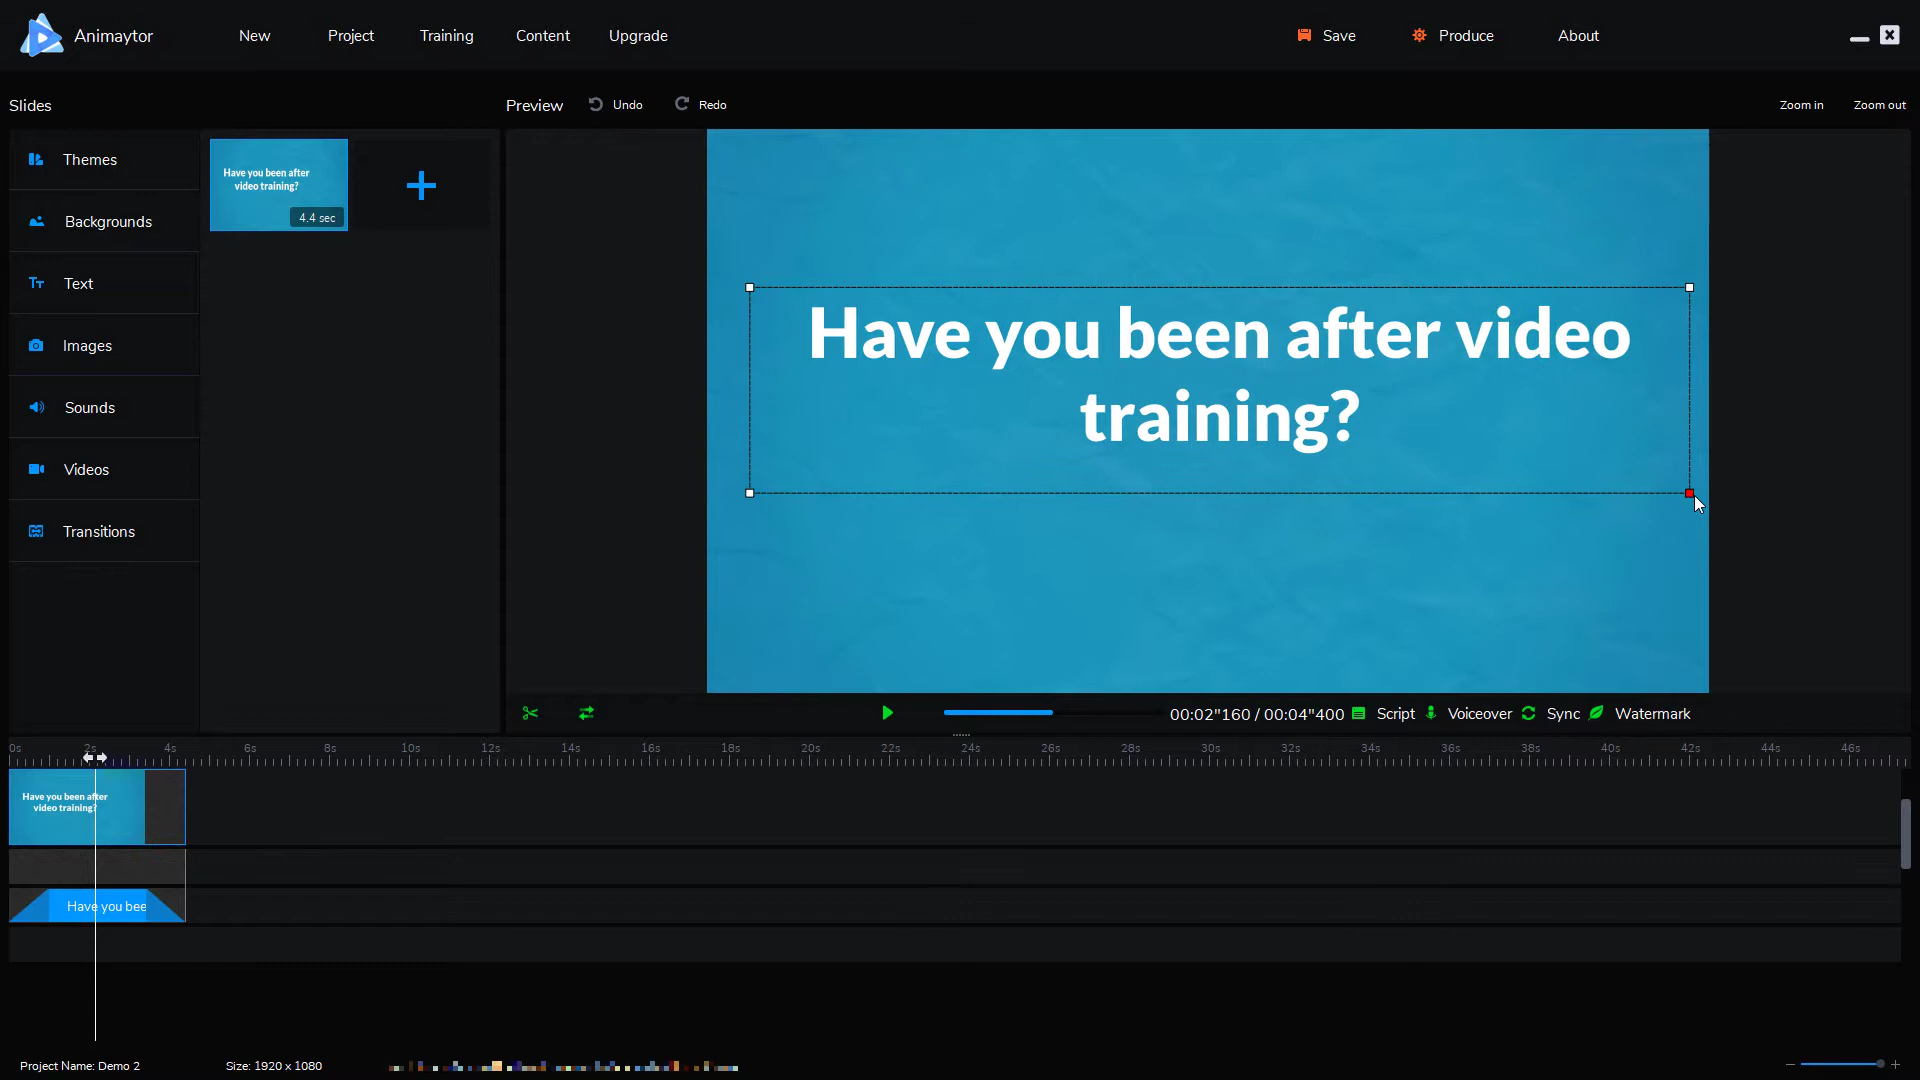 Animaytor
New
Project
Training
Content
Upgrade
Save
Produce
About
Slides
Preview
Undo
Redo
Zoom in
Zoom out
Themes
Backgrounds
Text
Images
Sounds
Videos
Transitions
Have you been after
video training?
4.4 sec
Have you been after video
training?
00:02"160 / 00:04"400
Script
Voiceover
Sync
Watermark
0s
2s
4s
6s
8s
10s
12s
14s
16s
18s
20s
22s
24s
26s
28s
30s
32s
34s
36s
38s
40s
42s
44s
46s
Have you been after
video training?
Have you bee
Project Name: Demo 2
Size: 1920 x 1080